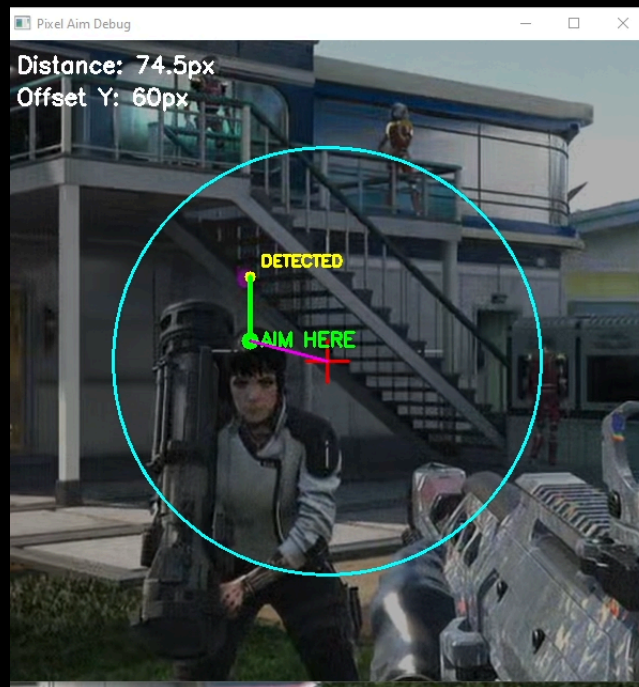 Pixel Aim Debug
Distance: 74.5px
Offset Y: 60px
DETECTED
AIM HERE